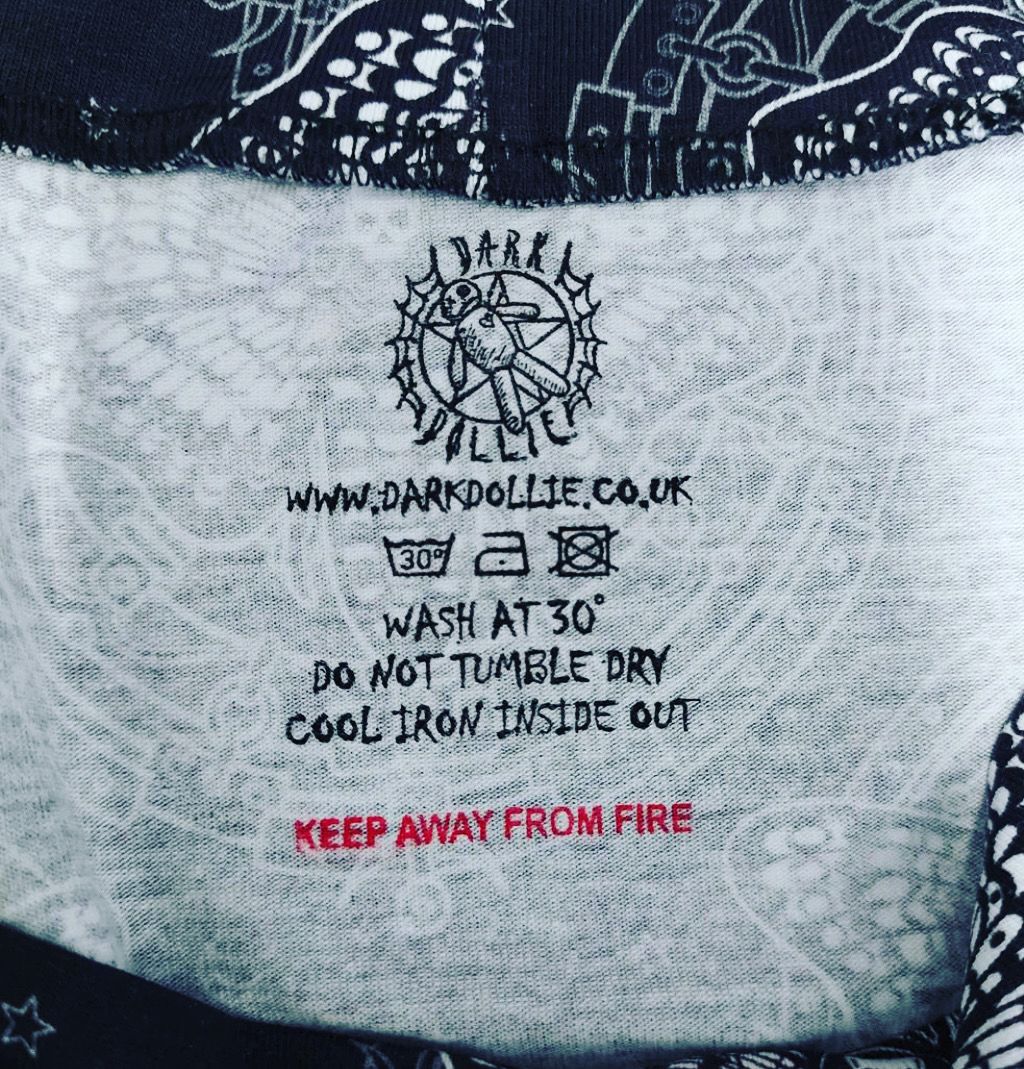 DARK
DOLLIE
WWW.DARKDOLLIE.CO.UK
30°
WASH AT 30°
DO NOT TUMBLE DRY
COOL IRON INSIDE OUT
KEEP AWAY FROM FIRE